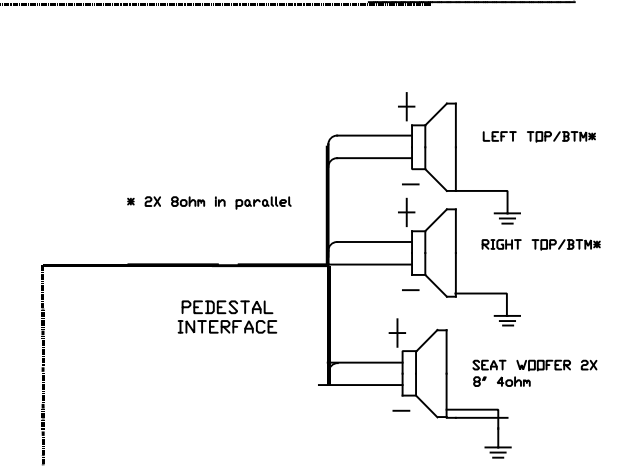 +
LEFT TOP/BTM*
−
* 2X 8ohm in parallel
+
RIGHT TOP/BTM*
−
PEDESTAL
INTERFACE
+
SEAT WOOFER 2X
8" 4ohm
−